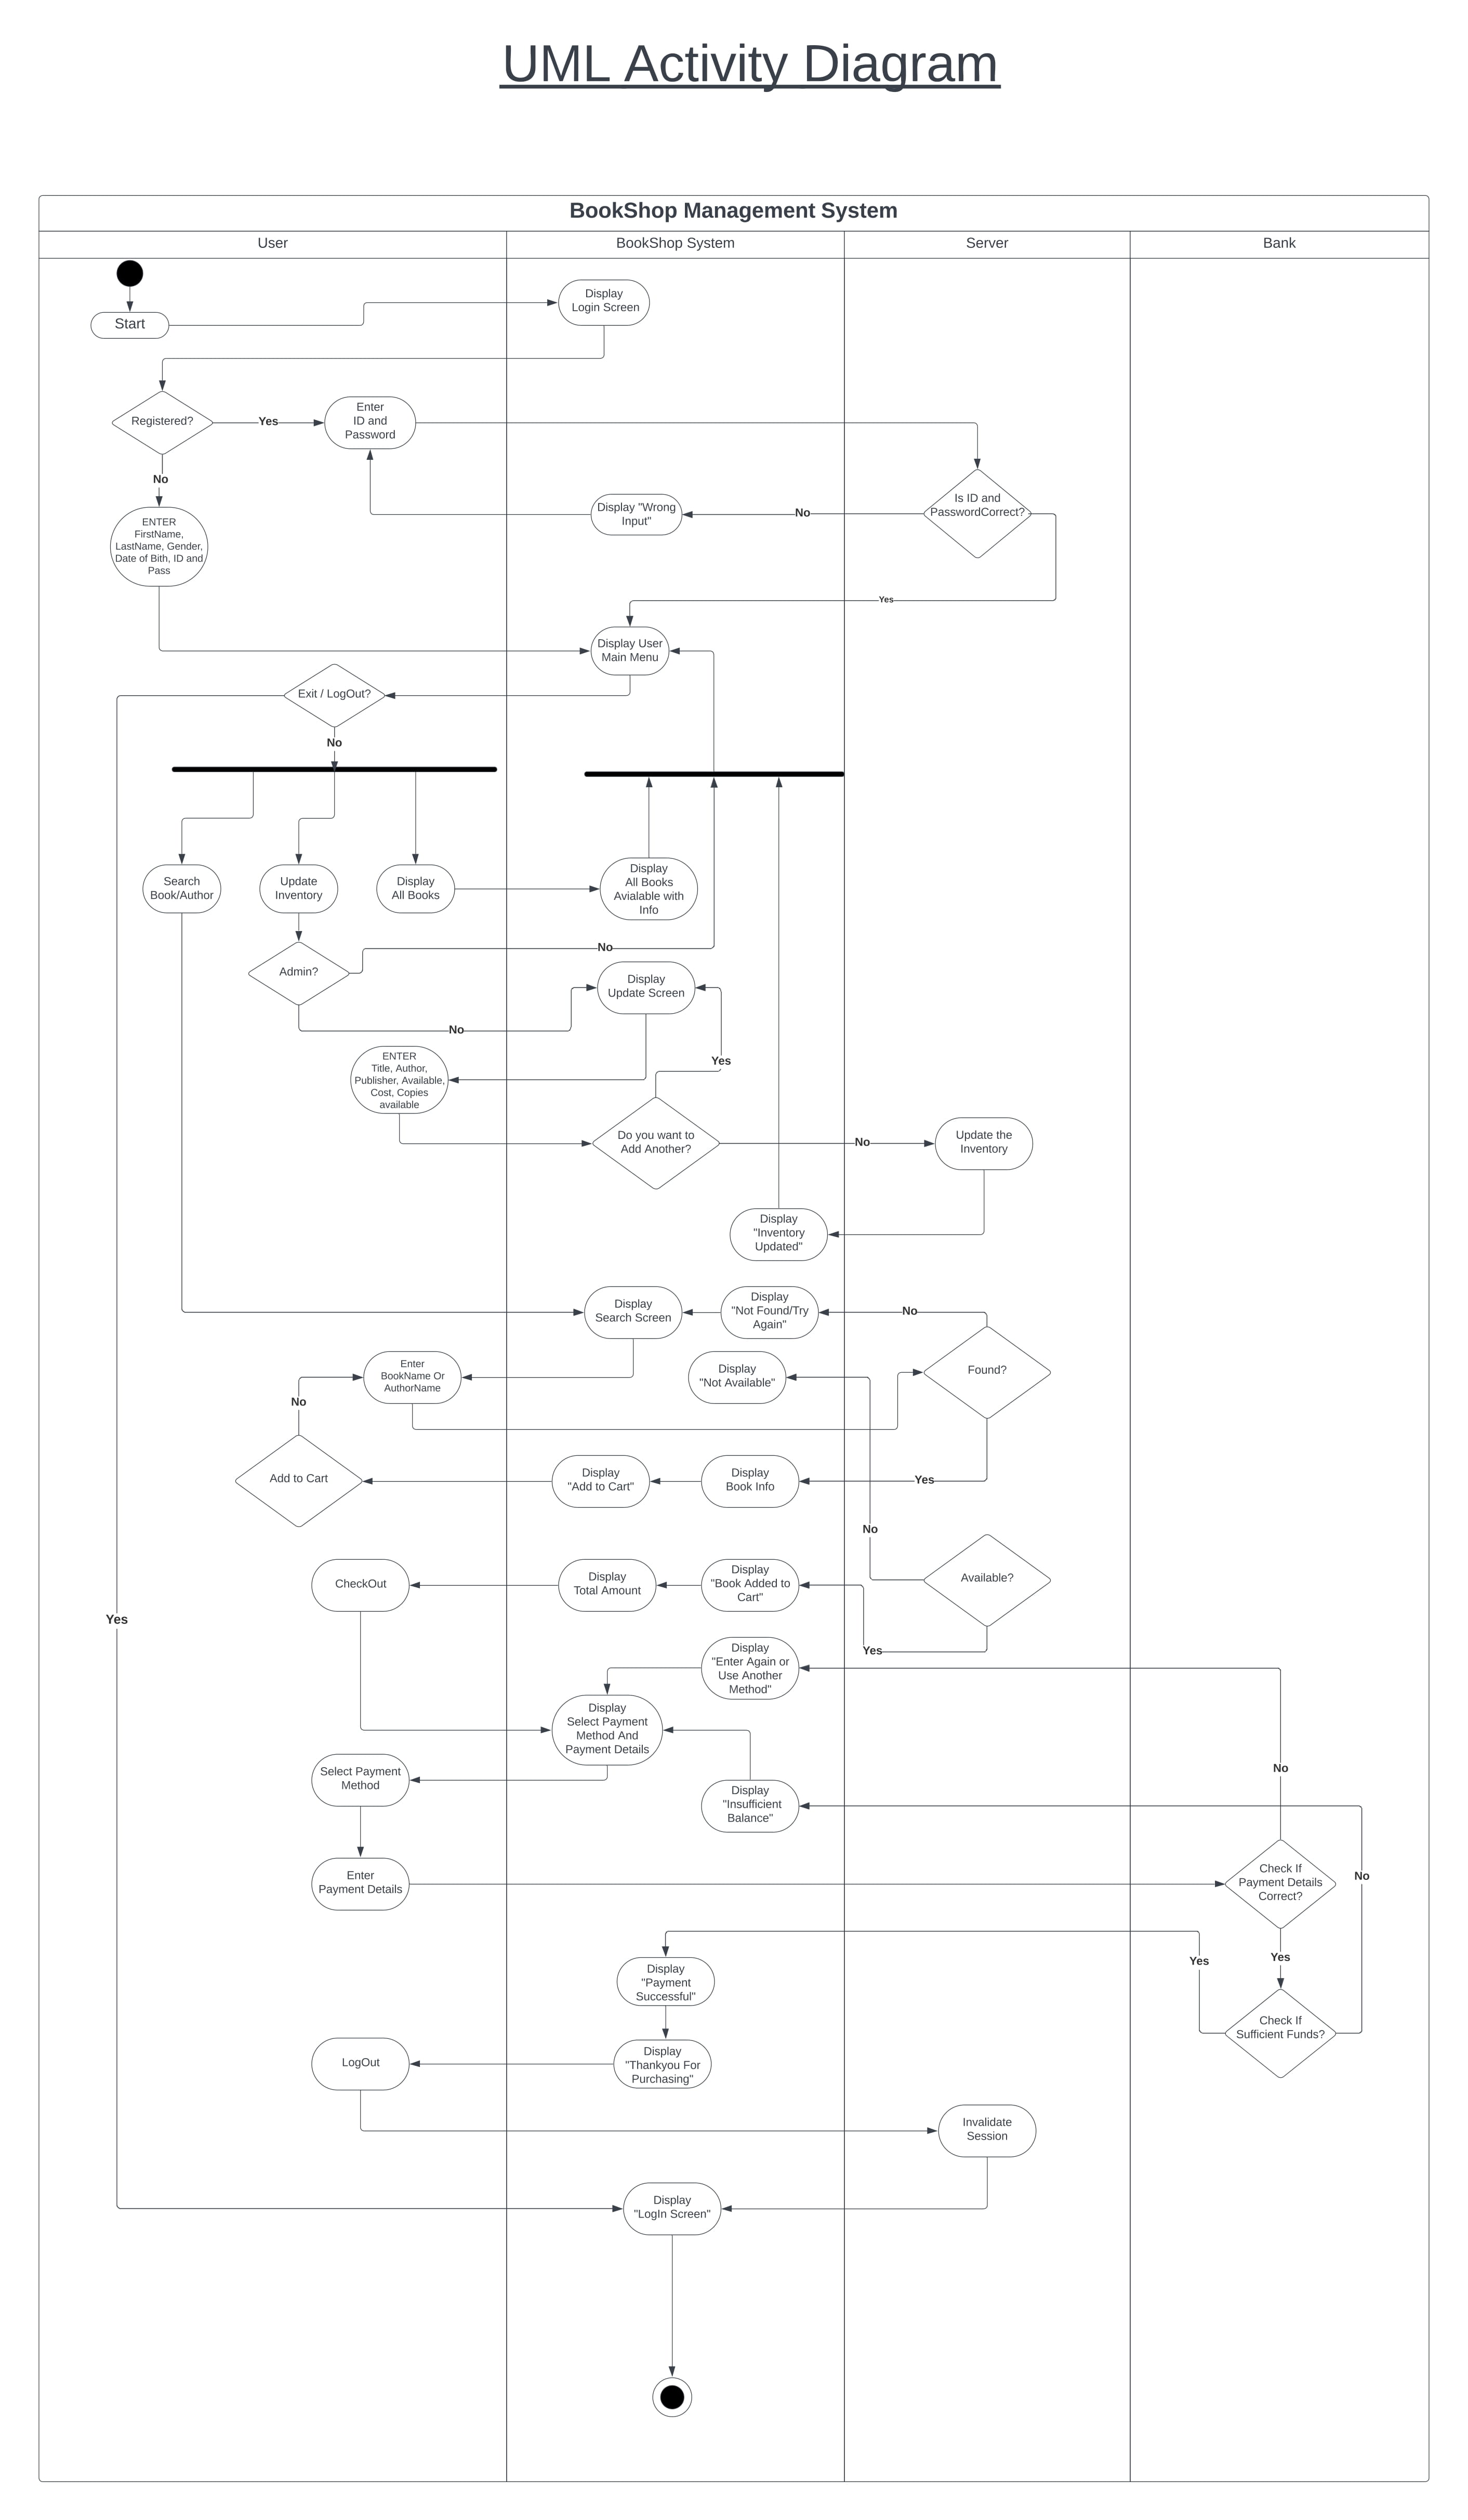 UML Activity Diagram
BookShop Management System
User
BookShop System
Server
Bank
Start
Display
Login Screen
Registered?
Yes
Enter
ID and
Password
No
ENTER
FirstName,
LastName, Gender,
Date of Bith, ID and
Pass
Display "Wrong
Input"
No
Is ID and
PasswordCorrect?
Yes
Display User
Main Menu
Exit / LogOut?
No
Search
Book/Author
Update
Inventory
Display
All Books
Display
All Books
Avialable with
Info
No
Admin?
Display
Update Screen
No
Yes
ENTER
Title, Author,
Publisher, Available,
Cost, Copies
available
Do you want to
Add Another?
No
Update the
Inventory
Display
"Inventory
Updated"
Display
Search Screen
Display
"Not Found/Try
Again"
No
Found?
Enter
BookName Or
AuthorName
Display
"Not Available"
No
Add to Cart
Display
"Add to Cart"
Display
Book Info
Yes
No
Available?
CheckOut
Display
Total Amount
Display
"Book Added to
Cart"
Yes
Yes
Display
"Enter Again or
Use Another
Method"
Display
Select Payment
Method And
Payment Details
No
Select Payment
Method
Display
"Insufficient
Balance"
Enter
Payment Details
Check If
Payment Details
Correct?
No
Yes
Yes
Display
"Payment
Successful"
Check If
Sufficient Funds?
LogOut
Display
"Thankyou For
Purchasing"
Invalidate
Session
Display
"LogIn Screen"